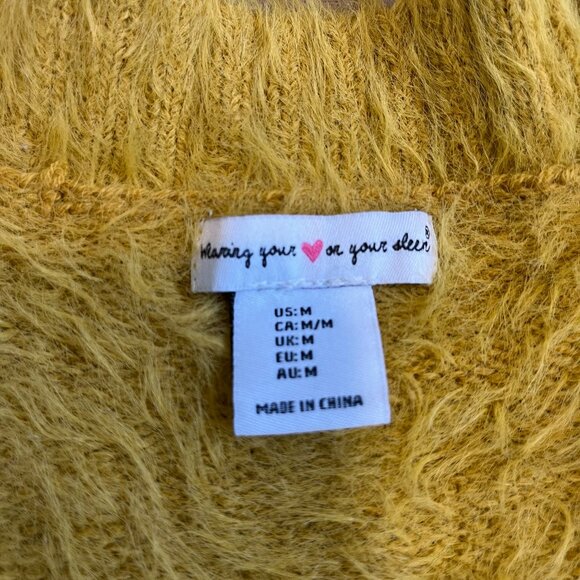 wearing your ♥ on your sleeve®
US: M
CA: M/M
UK: M
EU: M
AU: M
MADE IN CHINA